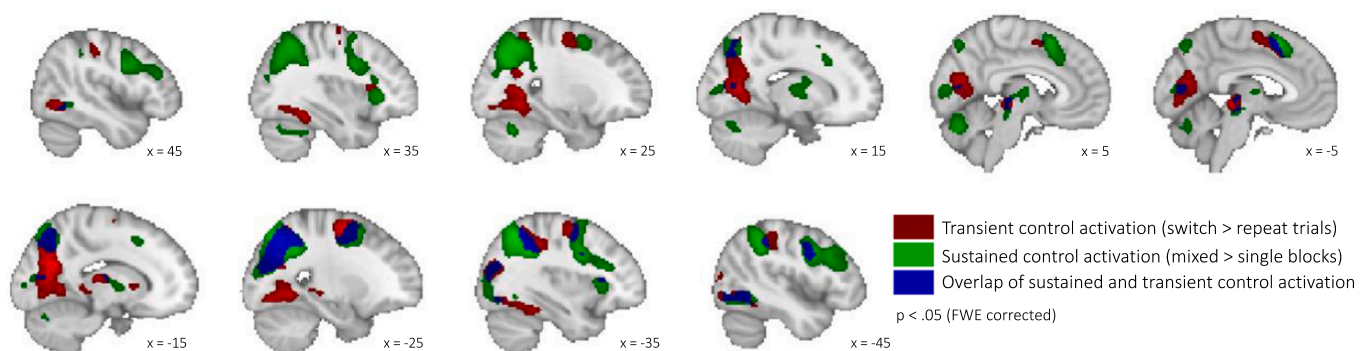 x = 45
x = 35
x = 25
x = 15
x = 5
x = -5
x = -15
x = -25
x = -35
x = -45
Transient control activation (switch > repeat trials)
Sustained control activation (mixed > single blocks)
Overlap of sustained and transient control activation
p < .05 (FWE corrected)